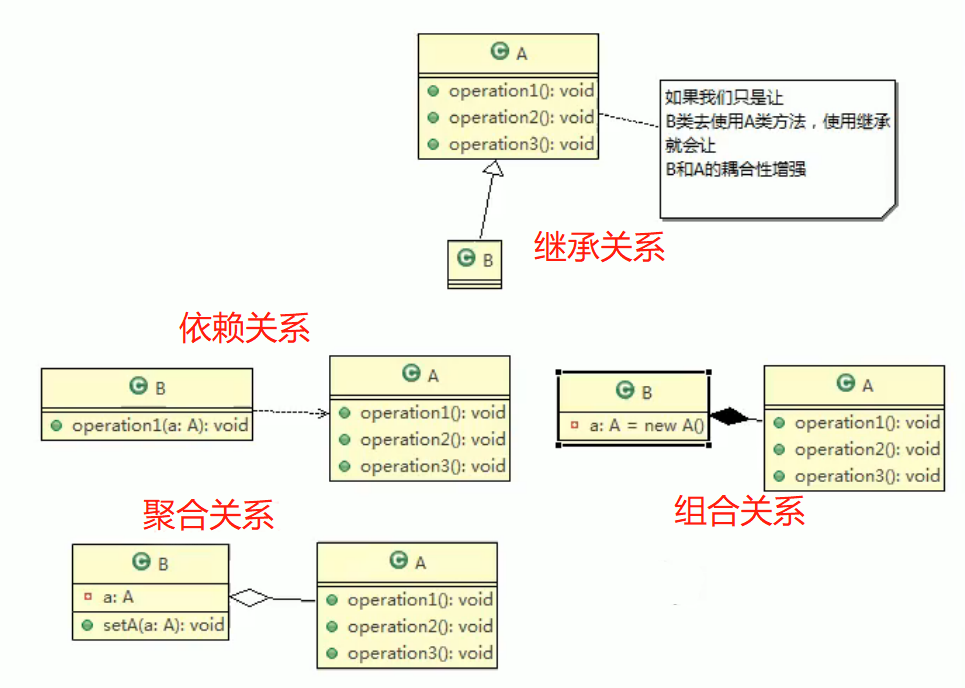 A
operation1(): void
operation2(): void
operation3(): void
如果我们只是让
B类去使用A类方法，使用继承
就会让
B和A的耦合性增强
B
继承关系
依赖关系
B
operation1(a: A): void
A
operation1(): void
operation2(): void
operation3(): void
B
a: A = new A()
A
operation1(): void
operation2(): void
operation3(): void
聚合关系
组合关系
B
a: A
setA(a: A): void
A
operation1(): void
operation2(): void
operation3(): void